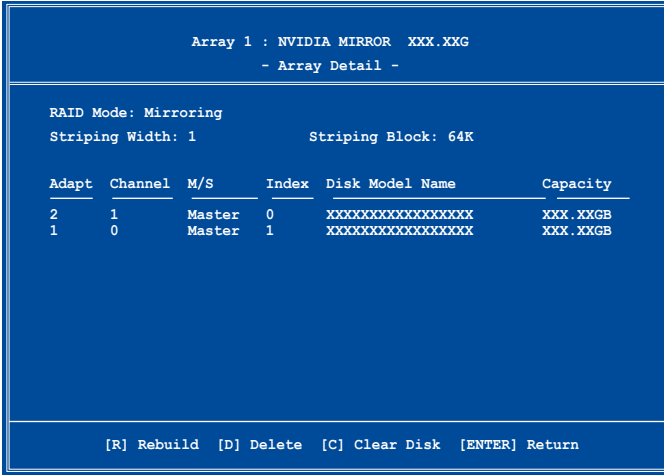 Array 1 : NVIDIA MIRROR XXX.XXG
- Array Detail -
RAID Mode: Mirroring
Striping Width: 1 Striping Block: 64K
Adapt Channel M/S Index Disk Model Name Capacity
2 1 Master 0 XXXXXXXXXXXXXXXXX XXX.XXGB
1 0 Master 1 XXXXXXXXXXXXXXXXX XXX.XXGB
[R] Rebuild [D] Delete [C] Clear Disk [ENTER] Return